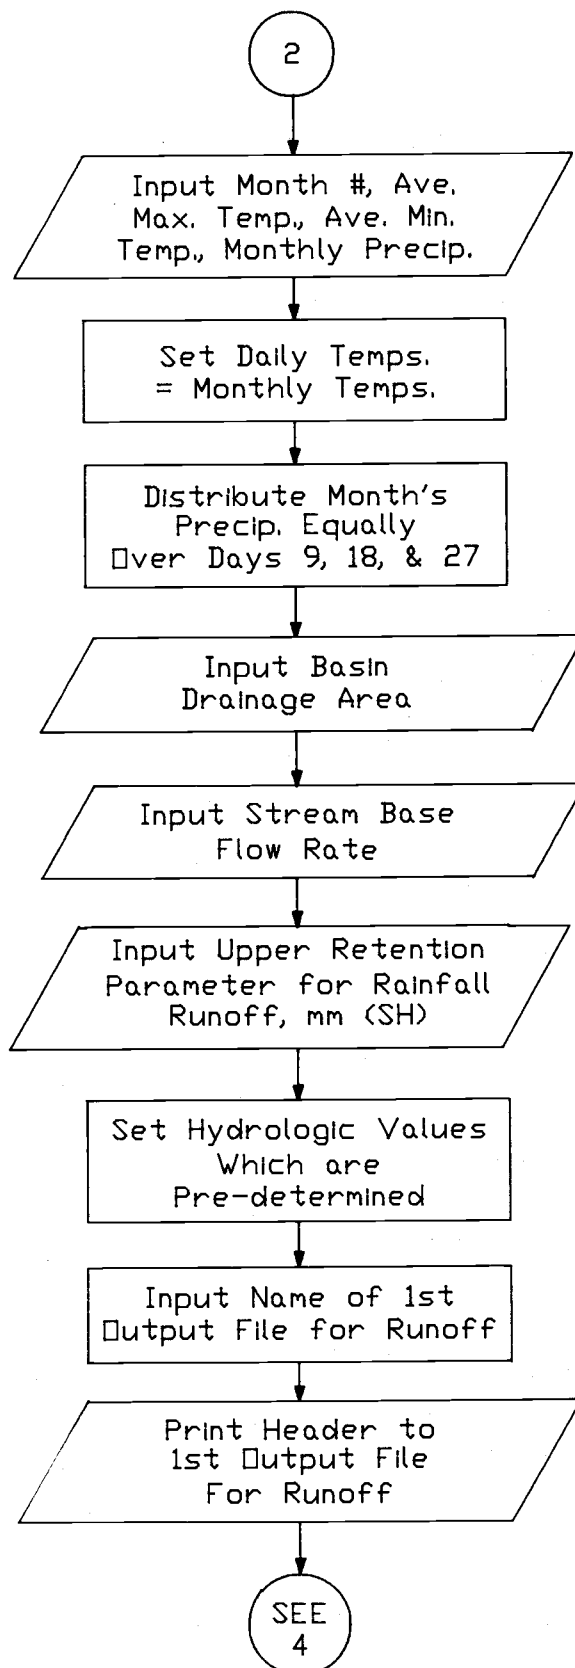 2
Input Month #, Ave.
Max. Temp., Ave. Min.
Temp., Monthly Precip.
Set Daily Temps.
= Monthly Temps.
Distribute Month's
Precip. Equally
Over Days 9, 18, & 27
Input Basin
Drainage Area
Input Stream Base
Flow Rate
Input Upper Retention
Parameter for Rainfall
Runoff, mm (SH)
Set Hydrologic Values
Which are
Pre-determined
Input Name of 1st
Output File for Runoff
Print Header to
1st Output File
For Runoff
SEE
4